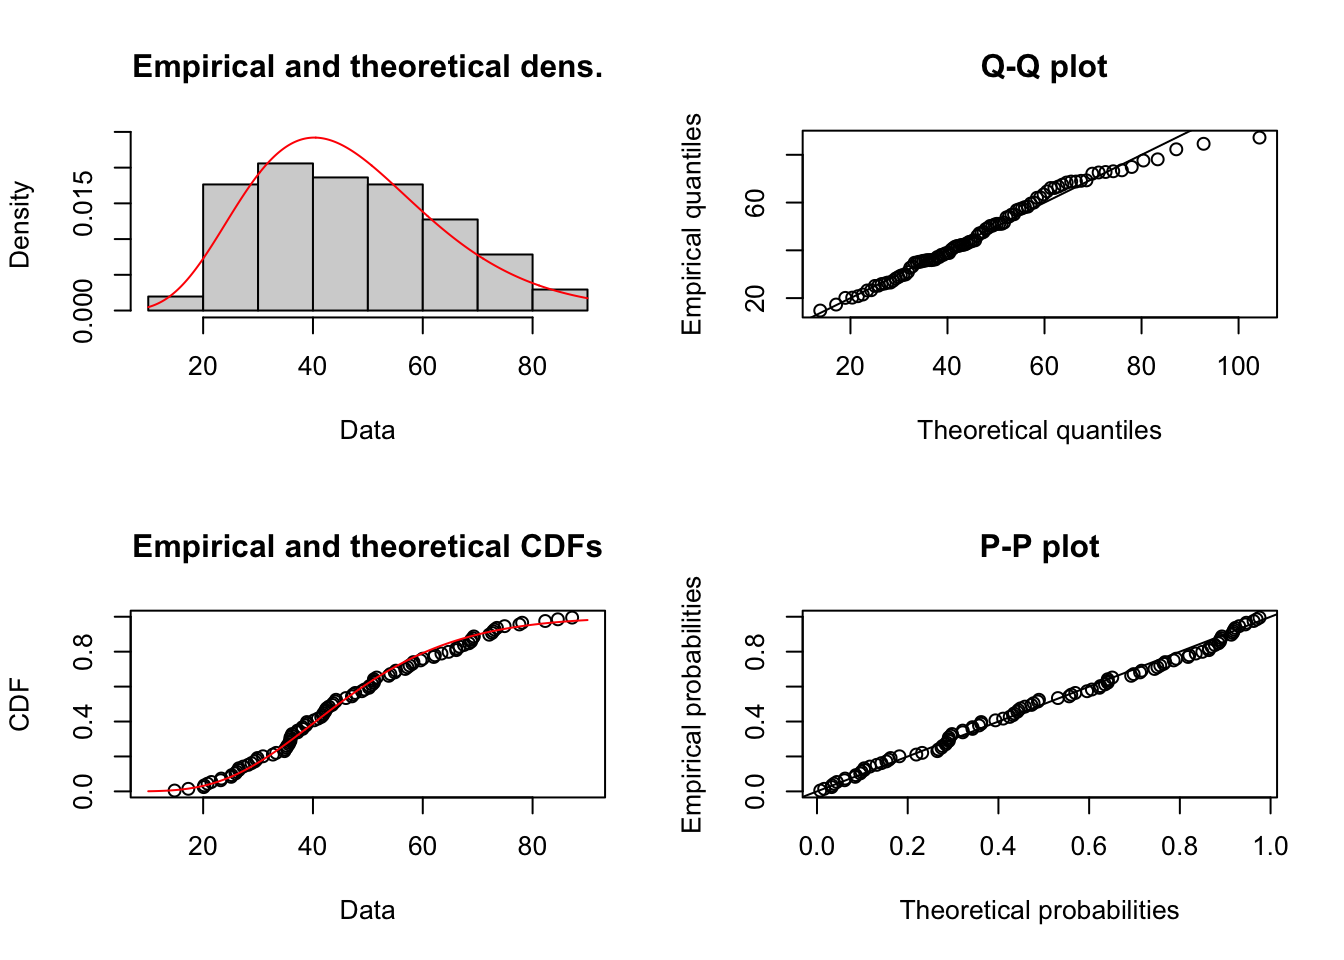 Empirical and theoretical dens.
Density
0.000
0.015
20 40 60 80
Data
Q-Q plot
Empirical quantiles
20
60
20 40 60 80 100
Theoretical quantiles
Empirical and theoretical CDFs
CDF
0.0
0.4
0.8
20 40 60 80
Data
P-P plot
Empirical probabilities
0.0
0.4
0.8
0.0 0.2 0.4 0.6 0.8 1.0
Theoretical probabilities